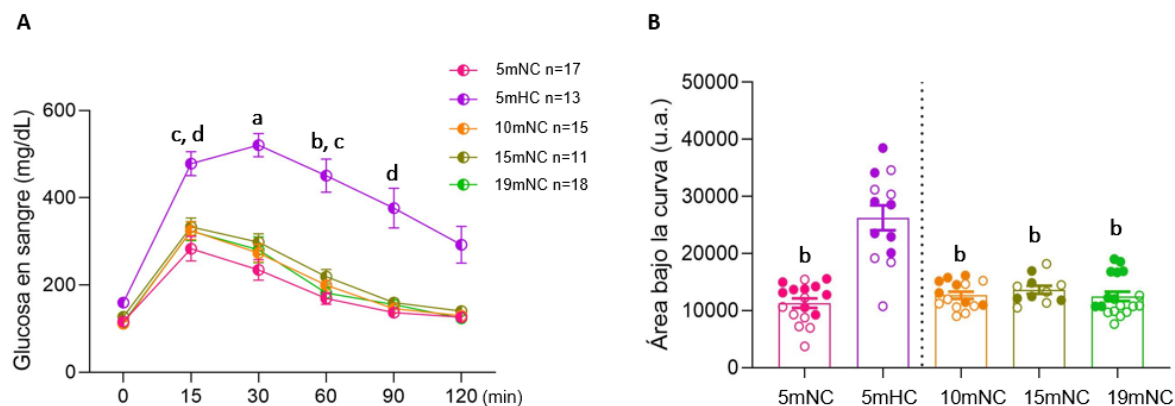 A
B
5mNC n=17
5mHC n=13
10mNC n=15
15mNC n=11
19mNC n=18
Glucosa en sangre (mg/dL)
600
400
200
0
c, d
a
b, c
d
0 15 30 60 90 120 (min)
Área bajo la curva (u.a.)
50000
40000
30000
20000
10000
0
b
b
b
b
5mNC 5mHC 10mNC 15mNC 19mNC